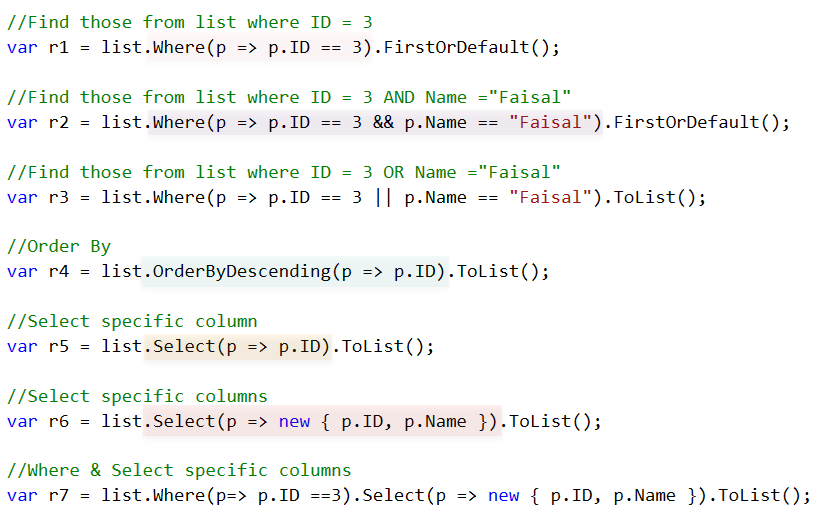 //Find those from list where ID = 3
var r1 = list.Where(p => p.ID == 3).FirstOrDefault();
//Find those from list where ID = 3 AND Name ="Faisal"
var r2 = list.Where(p => p.ID == 3 && p.Name == "Faisal").FirstOrDefault();
//Find those from list where ID = 3 OR Name ="Faisal"
var r3 = list.Where(p => p.ID == 3 || p.Name == "Faisal").ToList();
//Order By
var r4 = list.OrderByDescending(p => p.ID).ToList();
//Select specific column
var r5 = list.Select(p => p.ID).ToList();
//Select specific columns
var r6 = list.Select(p => new { p.ID, p.Name }).ToList();
//Where & Select specific columns
var r7 = list.Where(p=> p.ID ==3).Select(p => new { p.ID, p.Name }).ToList();